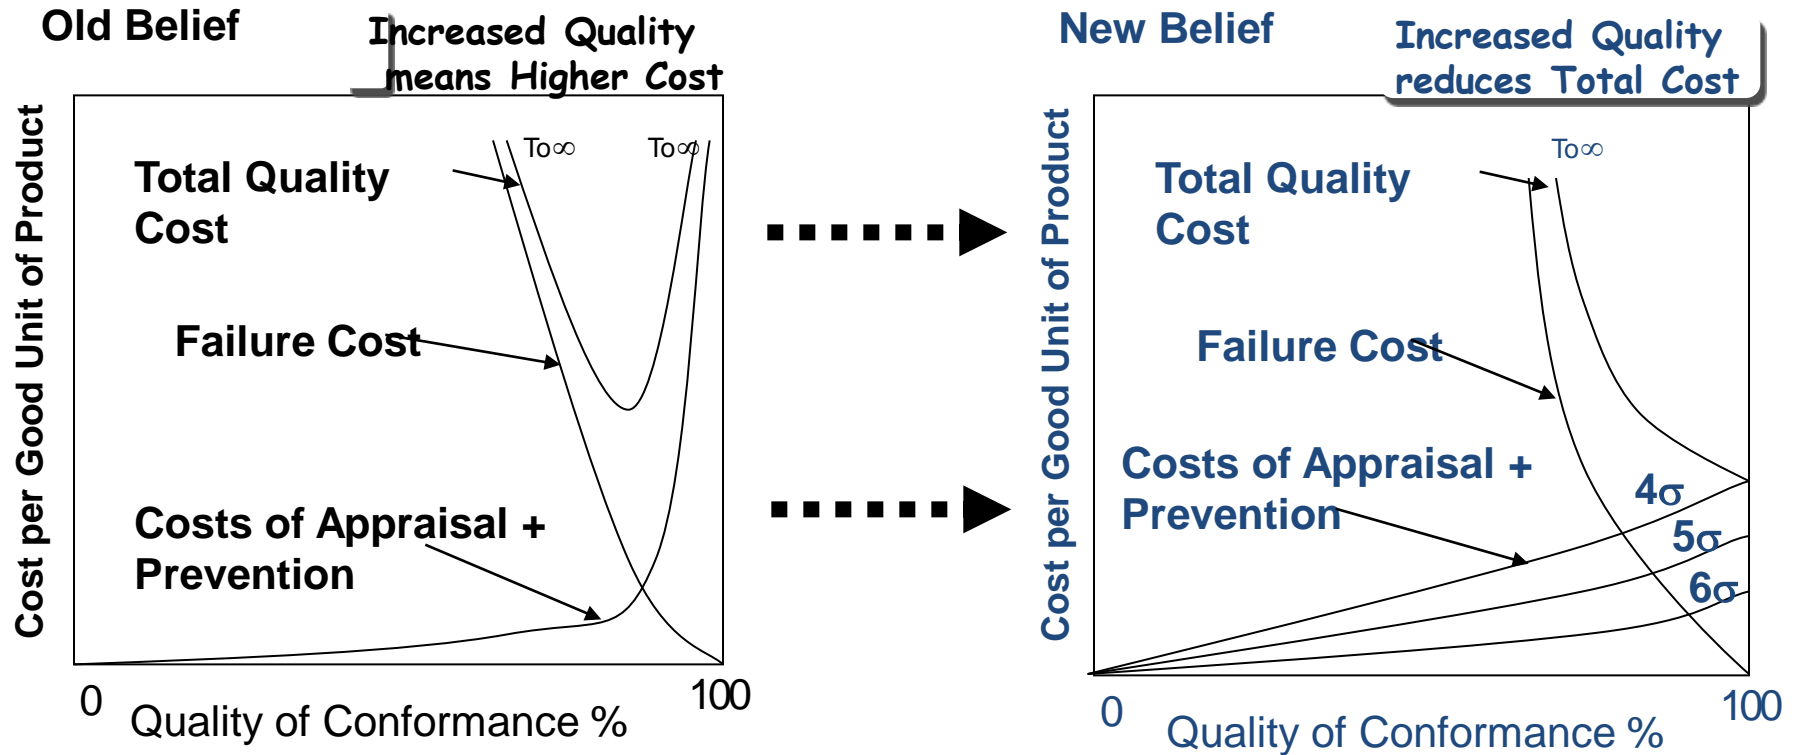 Old Belief
Increased Quality
means Higher Cost
Cost per Good Unit of Product
To∞
To∞
Total Quality
Cost
Failure Cost
Costs of Appraisal +
Prevention
0
100
Quality of Conformance %
New Belief
Increased Quality
reduces Total Cost
Cost per Good Unit of Product
To∞
Total Quality
Cost
Failure Cost
Costs of Appraisal +
Prevention
4σ
5σ
6σ
0
100
Quality of Conformance %